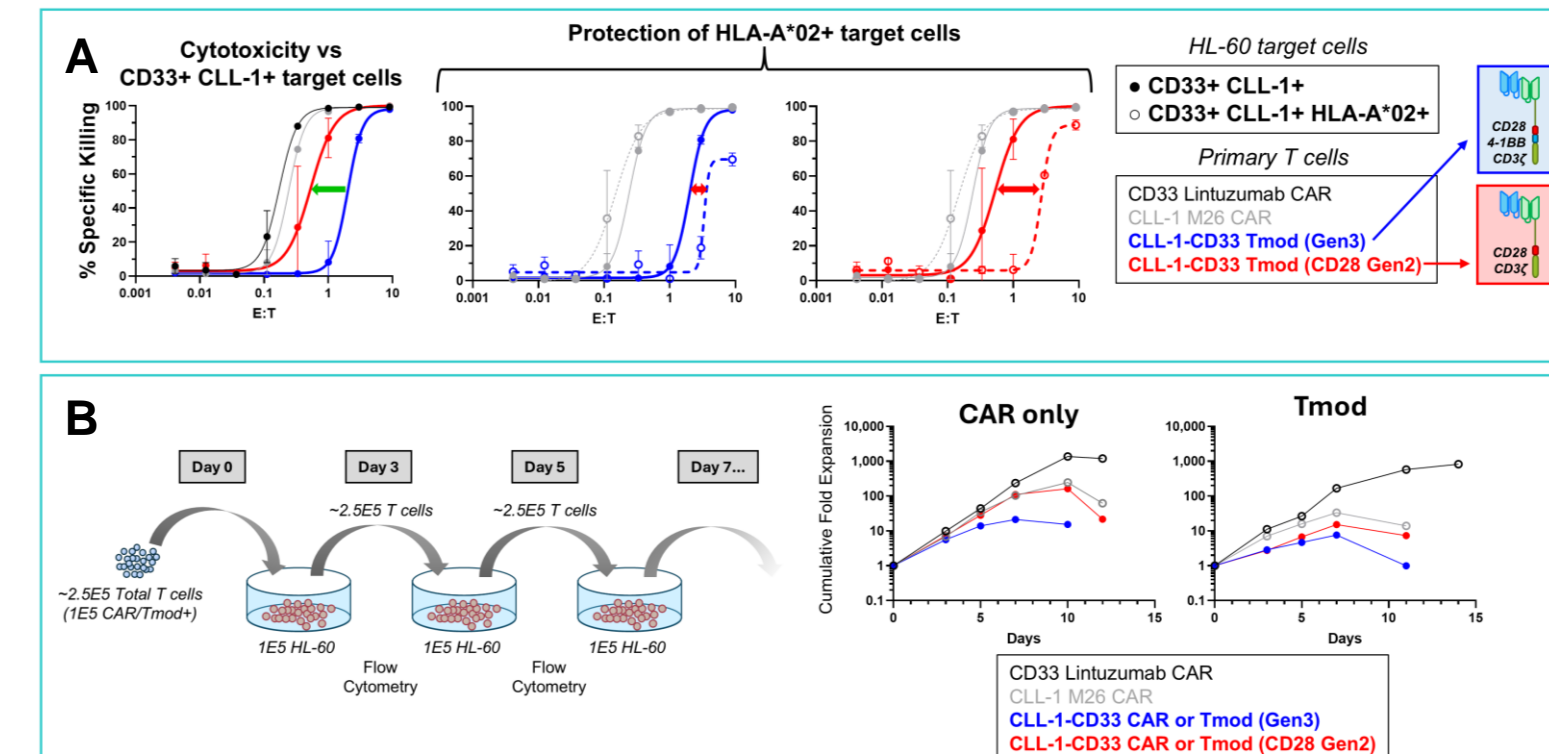 A
Cytotoxicity vs
CD33+ CLL-1+ target cells
% Specific Killing
100
80
60
40
20
0
0.001 0.01 0.1 1 10
E:T
Protection of HLA-A*02+ target cells
100
80
60
40
20
0
0.001 0.01 0.1 1 10
E:T
100
80
60
40
20
0
0.001 0.01 0.1 1 10
E:T
HL-60 target cells
CD33+ CLL-1+
CD33+ CLL-1+ HLA-A*02+
Primary T cells
CD33 Lintuzumab CAR
CLL-1 M26 CAR
CLL-1-CD33 Tmod (Gen3)
CLL-1-CD33 Tmod (CD28 Gen2)
CD28
4-1BB
CD3ζ
CD28
CD3ζ
B
Day 0
Day 3
Day 5
Day 7...
~2.5E5 T cells
~2.5E5 T cells
~2.5E5 Total T cells
(1E5 CAR/Tmod+)
1E5 HL-60
1E5 HL-60
1E5 HL-60
Flow
Cytometry
Flow
Cytometry
CAR only
Cumulative Fold Expansion
10,000
1,000
100
10
1
0.1
0 5 10 15
Days
Tmod
10,000
1,000
100
10
1
0.1
0 5 10 15
Days
CD33 Lintuzumab CAR
CLL-1 M26 CAR
CLL-1-CD33 CAR or Tmod (Gen3)
CLL-1-CD33 CAR or Tmod (CD28 Gen2)